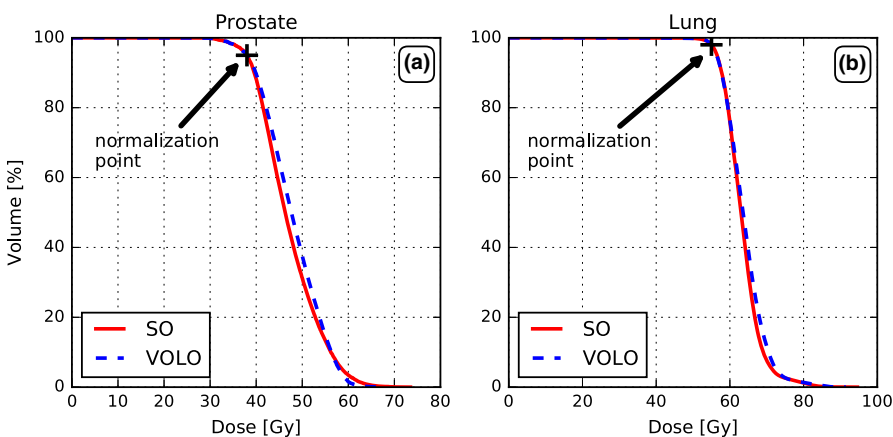 Prostate
100
80
60
40
20
0
Volume [%]
(a)
normalization
point
SO
VOLO
0 10 20 30 40 50 60 70 80
Dose [Gy]
Lung
100
80
60
40
20
0
(b)
normalization
point
SO
VOLO
0 20 40 60 80 100
Dose [Gy]